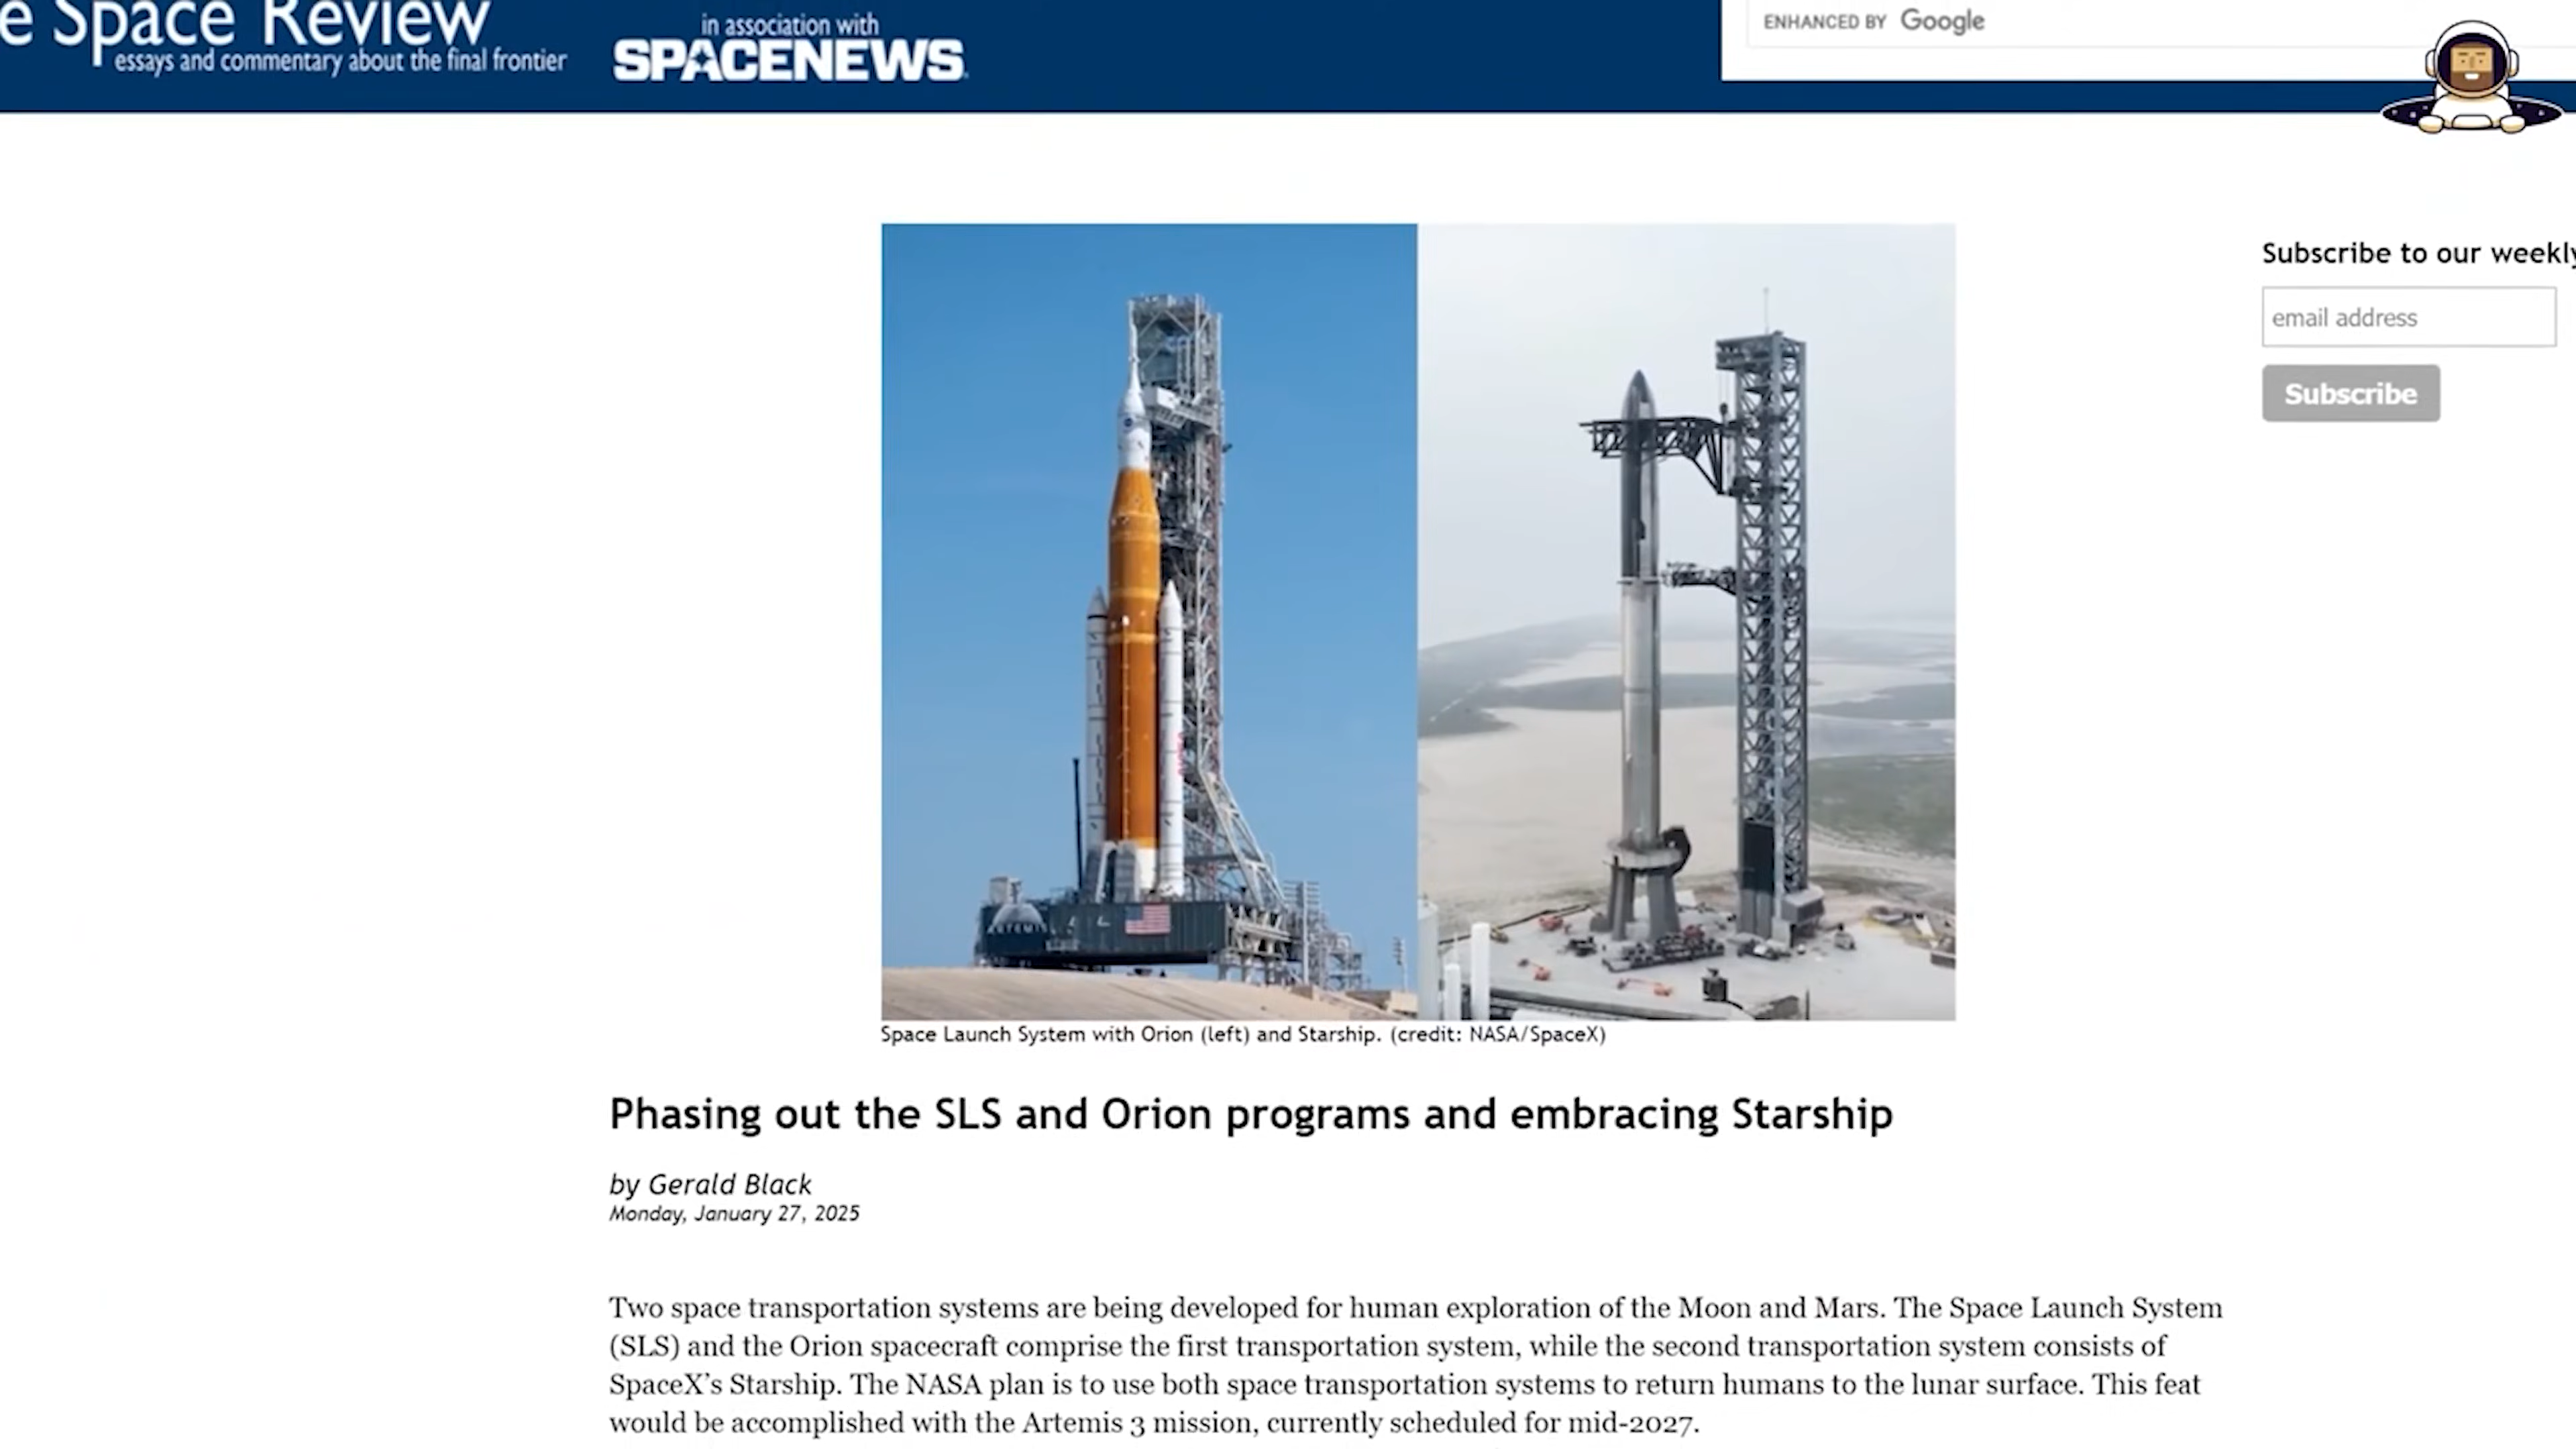 e Space Review
essays and commentary about the final frontier
in association with
SPACENEWS
ENHANCED BY Google
Subscribe to our weekly
email address
Subscribe
ARTEMIS
Space Launch System with Orion (left) and Starship. (credit: NASA/SpaceX)
Phasing out the SLS and Orion programs and embracing Starship
by Gerald Black
Monday, January 27, 2025
Two space transportation systems are being developed for human exploration of the Moon and Mars. The Space Launch System
(SLS) and the Orion spacecraft comprise the first transportation system, while the second transportation system consists of
SpaceX’s Starship. The NASA plan is to use both space transportation systems to return humans to the lunar surface. This feat
would be accomplished with the Artemis 3 mission, currently scheduled for mid-2027.